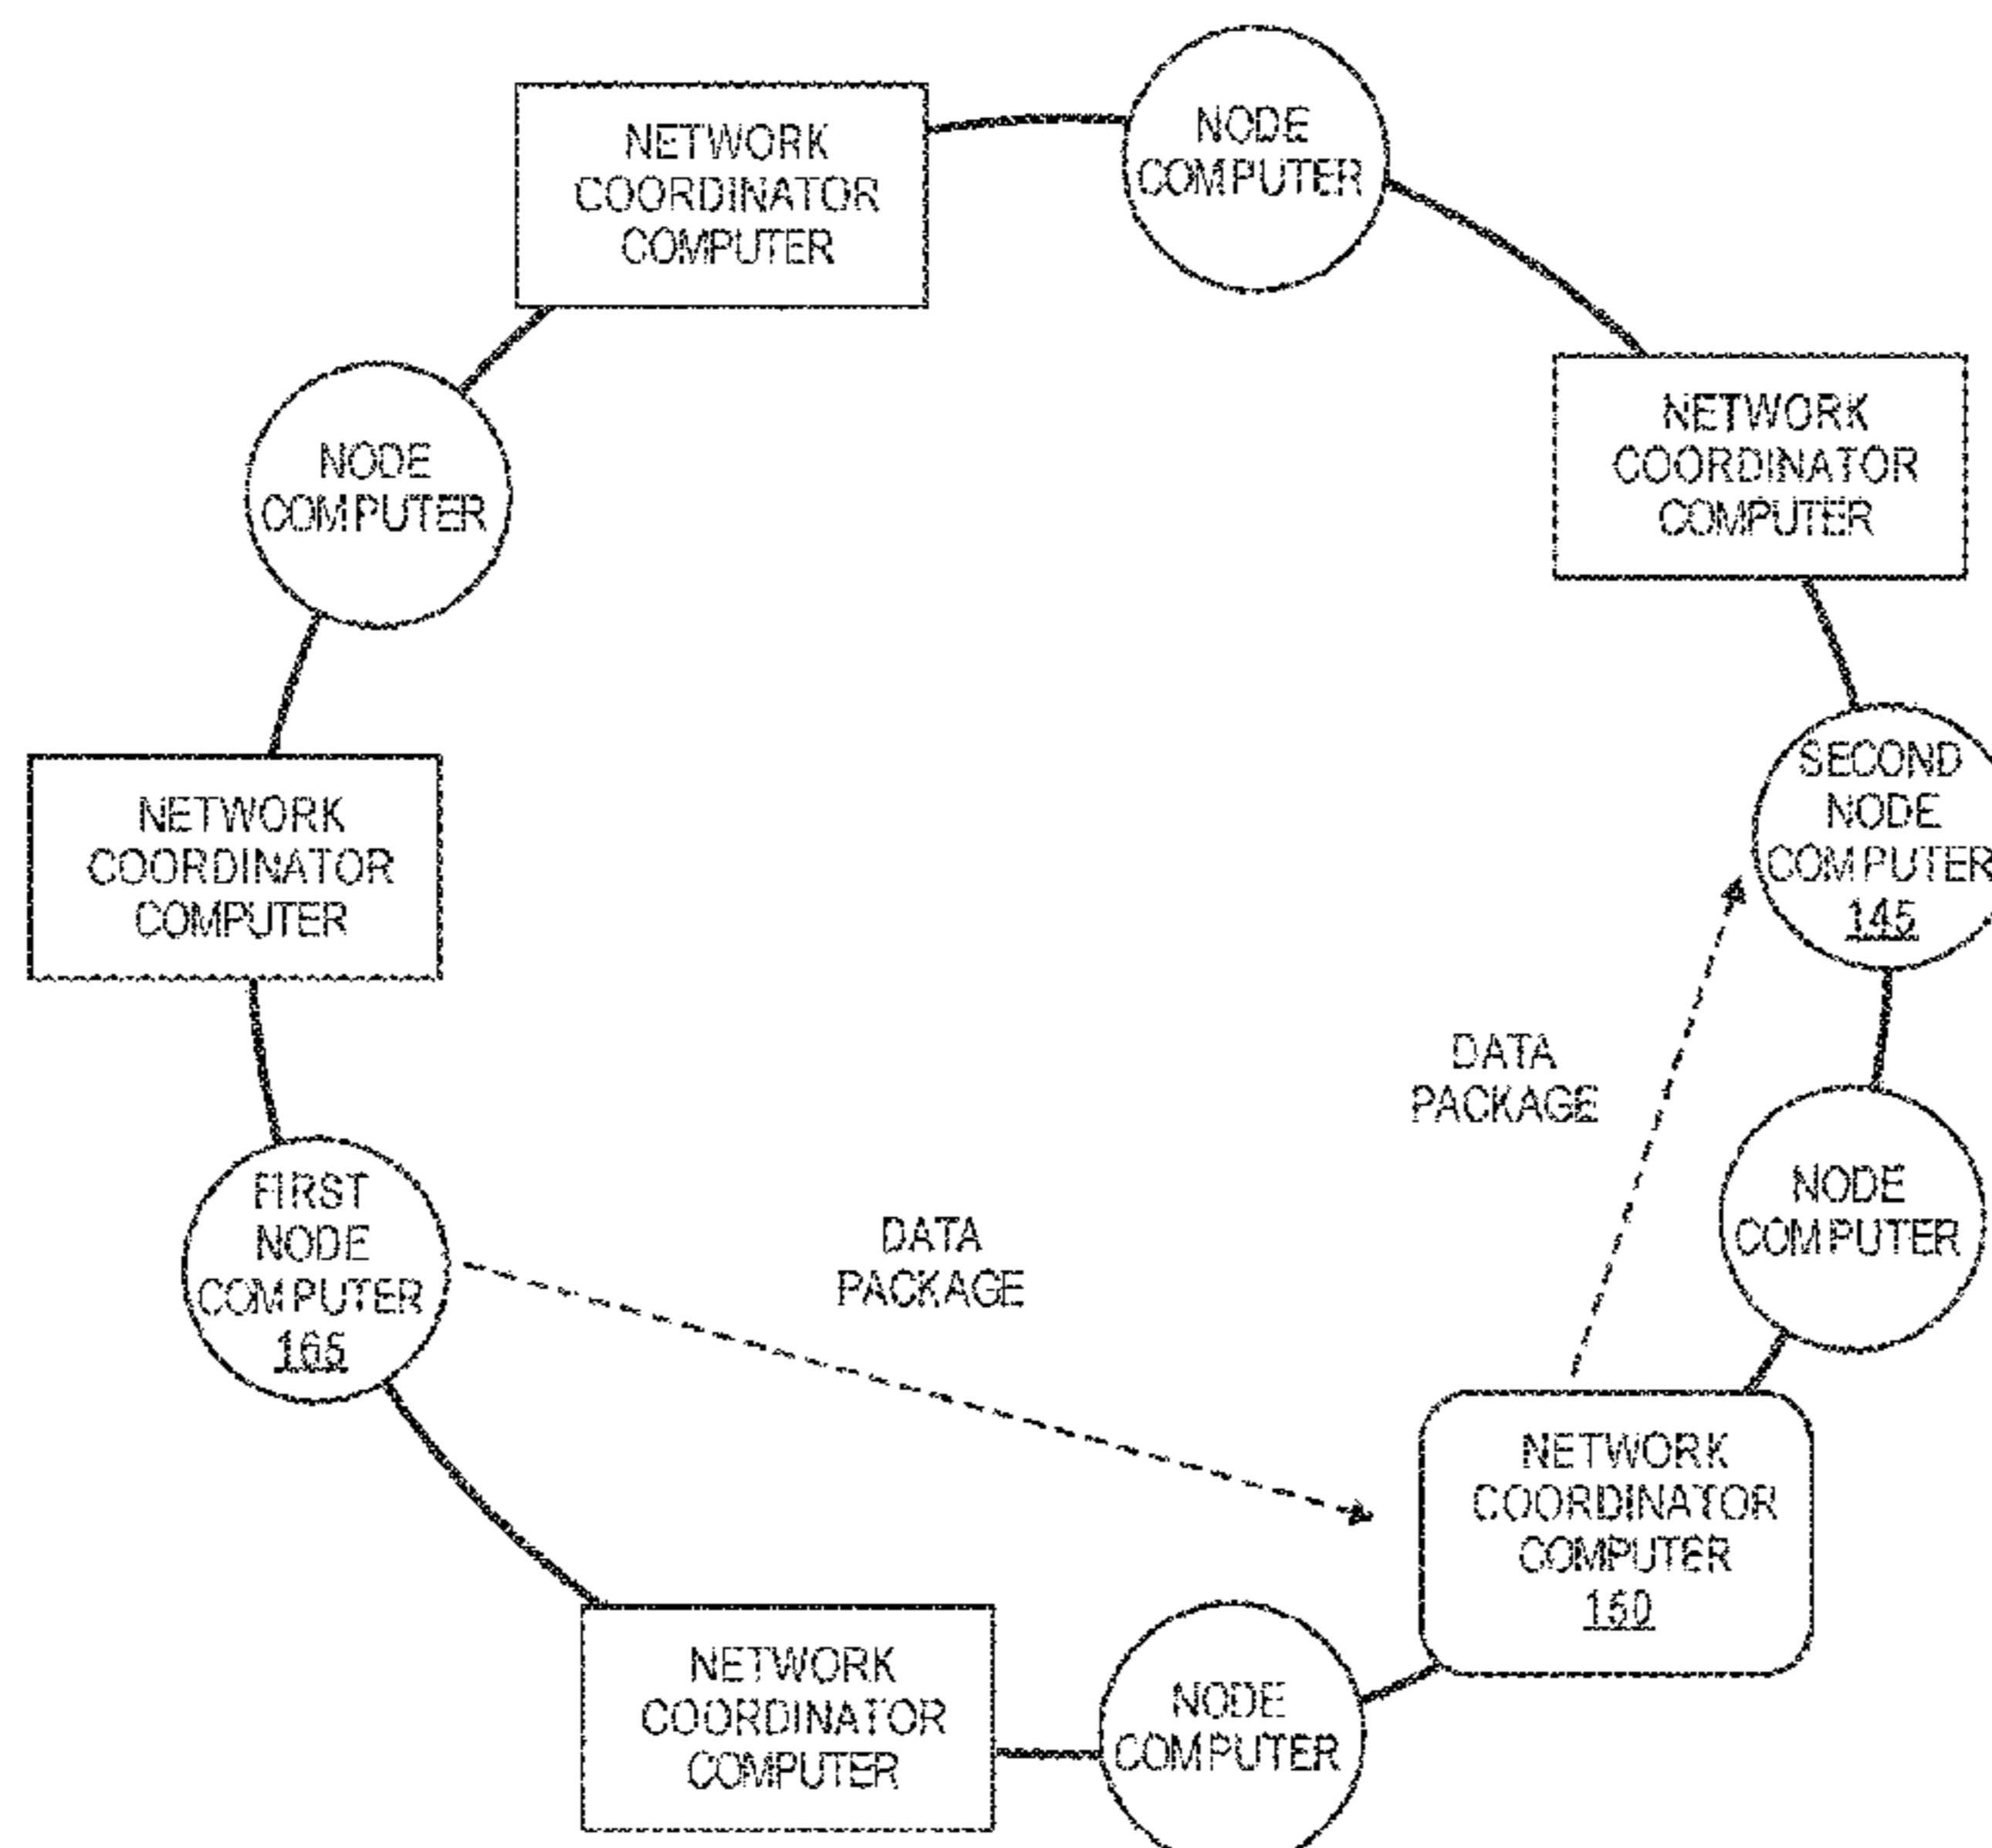 NODE
COMPUTER
NETWORK
COORDINATOR
COMPUTER
NETWORK
COORDINATOR
COMPUTER
NODE
COMPUTER
SECOND
NODE
COMPUTER
145
NETWORK
COORDINATOR
COMPUTER
DATA
PACKAGE
NODE
COMPUTER
FIRST
NODE
COMPUTER
165
DATA
PACKAGE
NETWORK
COORDINATOR
COMPUTER
160
NETWORK
COORDINATOR
COMPUTER
NODE
COMPUTER